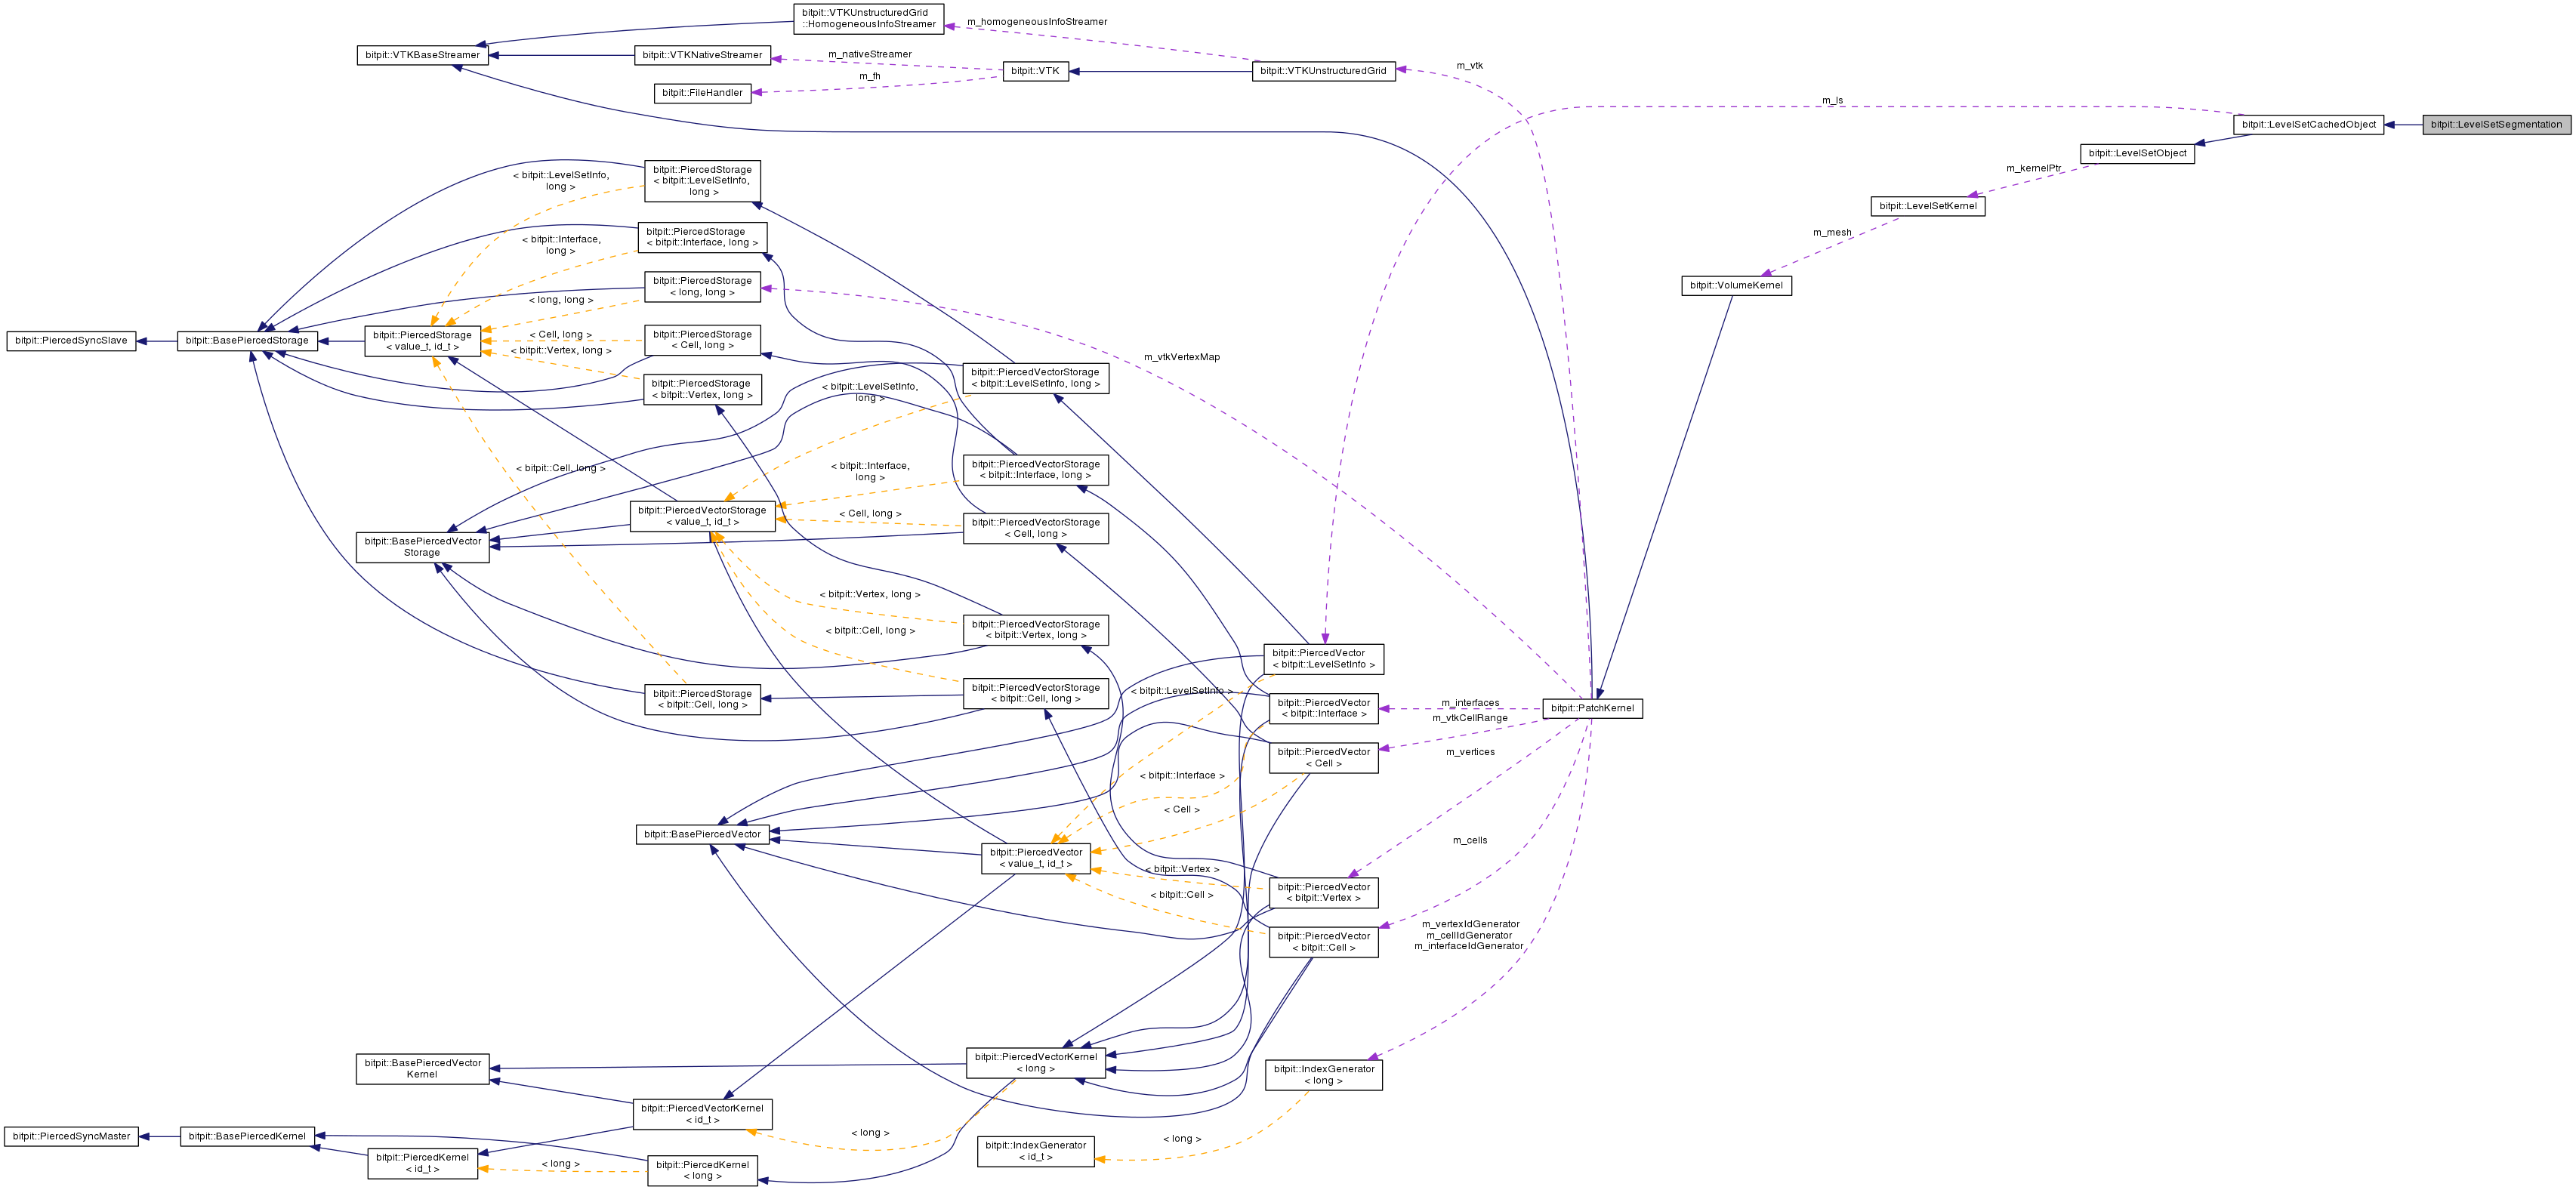 bitpit::VTKUnstructuredGrid
::HomogeneousInfoStreamer
m_homogeneousInfoStreamer
bitpit::VTKBaseStreamer
bitpit::VTKNativeStreamer
m_nativeStreamer
m_fh
bitpit::VTK
bitpit::VTKUnstructuredGrid
m_vtk
bitpit::FileHandler
m_ls
bitpit::LevelSetCachedObject
bitpit::LevelSetSegmentation
bitpit::LevelSetObject
m_kernelPtr
bitpit::LevelSetKernel
m_mesh
bitpit::VolumeKernel
< bitpit::LevelSetInfo,
long >
bitpit::PiercedStorage
< bitpit::LevelSetInfo,
long >
< bitpit::Interface,
long >
bitpit::PiercedStorage
< bitpit::Interface, long >
< long, long >
bitpit::PiercedStorage
< long, long >
bitpit::PiercedSyncSlave
bitpit::BasePiercedStorage
bitpit::PiercedStorage
< value_t, id_t >
< Cell, long >
bitpit::PiercedStorage
< Cell, long >
< bitpit::Vertex, long >
bitpit::PiercedStorage
< bitpit::Vertex, long >
m_vtkVertexMap
< bitpit::LevelSetInfo,
long >
bitpit::PiercedVectorStorage
< bitpit::LevelSetInfo, long >
< bitpit::Cell, long >
< bitpit::Interface,
long >
bitpit::PiercedVectorStorage
< bitpit::Interface, long >
bitpit::PiercedVectorStorage
< value_t, id_t >
< Cell, long >
bitpit::PiercedVectorStorage
< Cell, long >
bitpit::BasePiercedVector
Storage
< bitpit::Vertex, long >
bitpit::PiercedVectorStorage
< bitpit::Vertex, long >
< bitpit::Cell, long >
bitpit::PiercedStorage
< bitpit::Cell, long >
bitpit::PiercedVectorStorage
< bitpit::Cell, long >
< bitpit::LevelSetInfo >
bitpit::PiercedVector
< bitpit::LevelSetInfo >
bitpit::PiercedVector
< bitpit::Interface >
m_interfaces
m_vtkCellRange
bitpit::PatchKernel
< bitpit::Interface >
bitpit::PiercedVector
< Cell >
m_vertices
< Cell >
bitpit::BasePiercedVector
bitpit::PiercedVector
< value_t, id_t >
m_cells
< bitpit::Vertex >
bitpit::PiercedVector
< bitpit::Vertex >
< bitpit::Cell >
bitpit::PiercedVector
< bitpit::Cell >
m_vertexIdGenerator
m_cellIdGenerator
m_interfaceIdGenerator
bitpit::BasePiercedVector
Kernel
bitpit::PiercedVectorKernel
< long >
bitpit::IndexGenerator
< long >
bitpit::PiercedVectorKernel
< id_t >
bitpit::PiercedSyncMaster
bitpit::BasePiercedKernel
< long >
bitpit::IndexGenerator
< id_t >
< long >
bitpit::PiercedKernel
< id_t >
< long >
bitpit::PiercedKernel
< long >